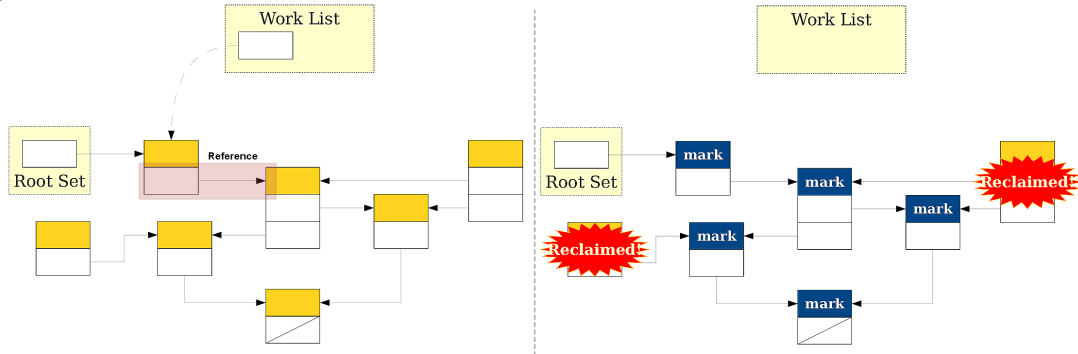 Work List
Reference
Root Set
Work List
mark
Root Set
mark
Reclaimed!
mark
Reclaimed!
mark
mark